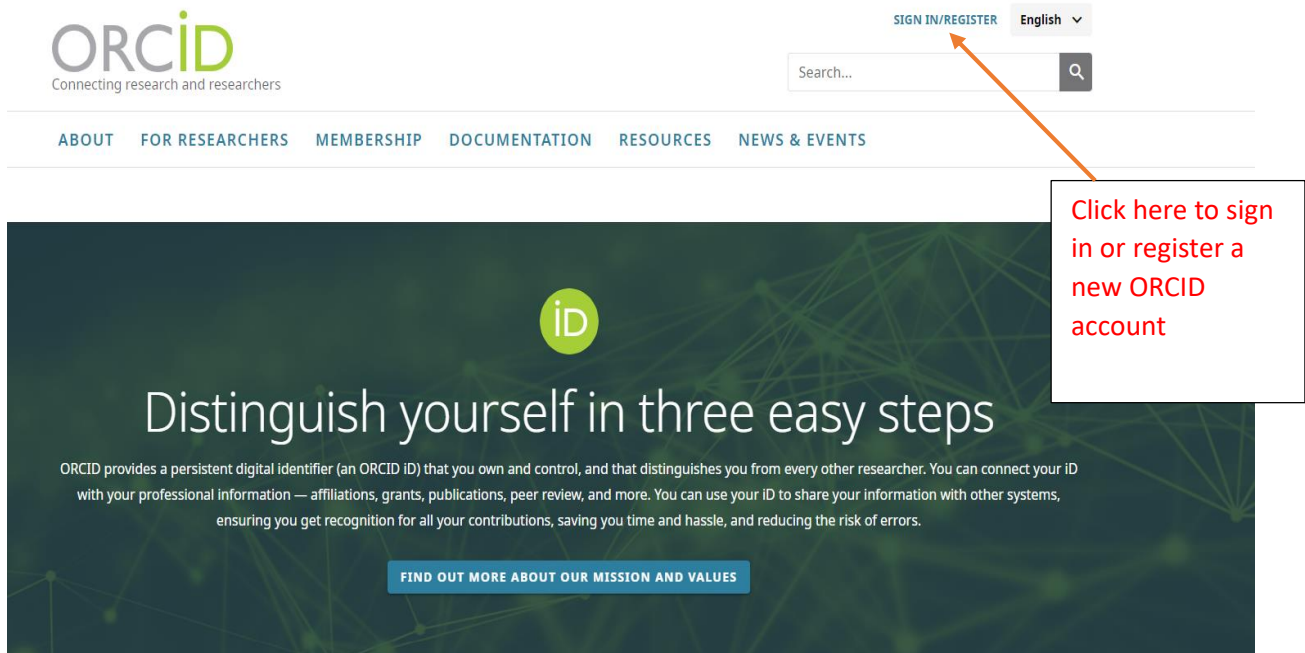 SIGN IN/REGISTER English
ORCiD
Connecting research and researchers
Search...
ABOUT FOR RESEARCHERS MEMBERSHIP DOCUMENTATION RESOURCES NEWS & EVENTS
Click here to sign
in or register a
new ORCID
account
iD
Distinguish yourself in three easy steps
ORCID provides a persistent digital identifier (an ORCID iD) that you own and control, and that distinguishes you from every other researcher. You can connect your iD
with your professional information — affiliations, grants, publications, peer review, and more. You can use your iD to share your information with other systems,
ensuring you get recognition for all your contributions, saving you time and hassle, and reducing the risk of errors.
FIND OUT MORE ABOUT OUR MISSION AND VALUES